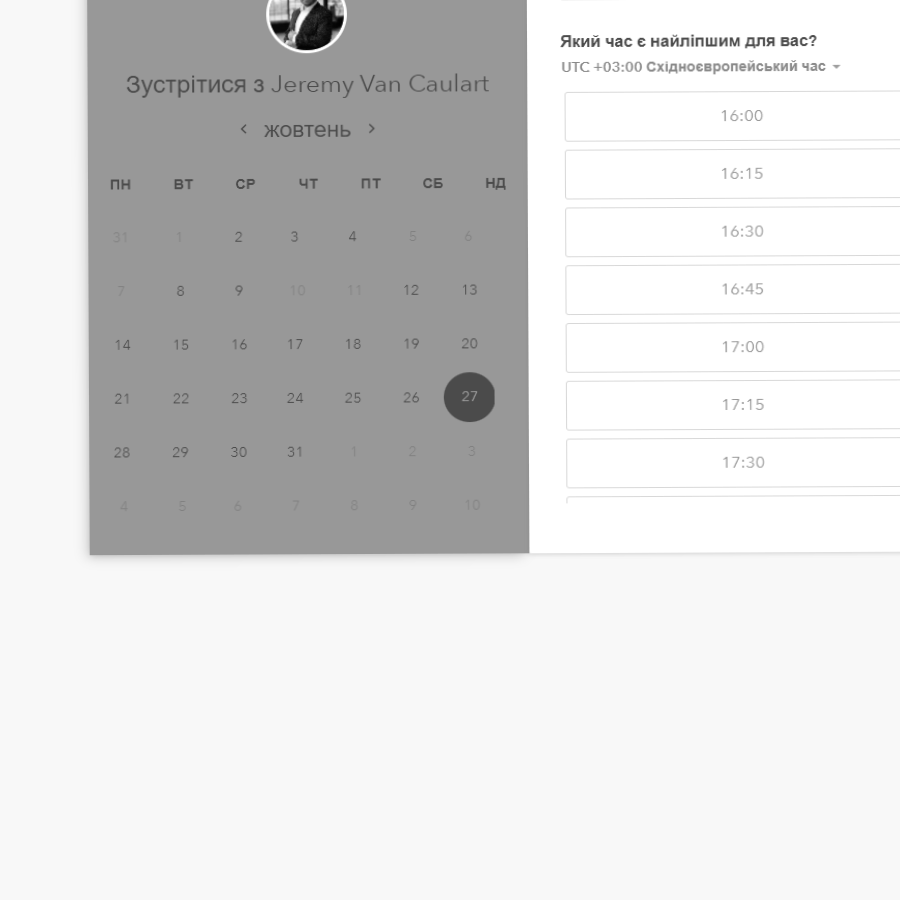 Зустрітися з Jeremy Van Caulart
жовтень
ПН ВТ СР ЧТ ПТ СБ НД
31 1 2 3 4 5 6
7 8 9 10 11 12 13
14 15 16 17 18 19 20
21 22 23 24 25 26 27
28 29 30 31 1 2 3
4 5 6 7 8 9 10
Який час є найліпшим для вас?
UTC +03:00 Східноєвропейський час
16:00
16:15
16:30
16:45
17:00
17:15
17:30